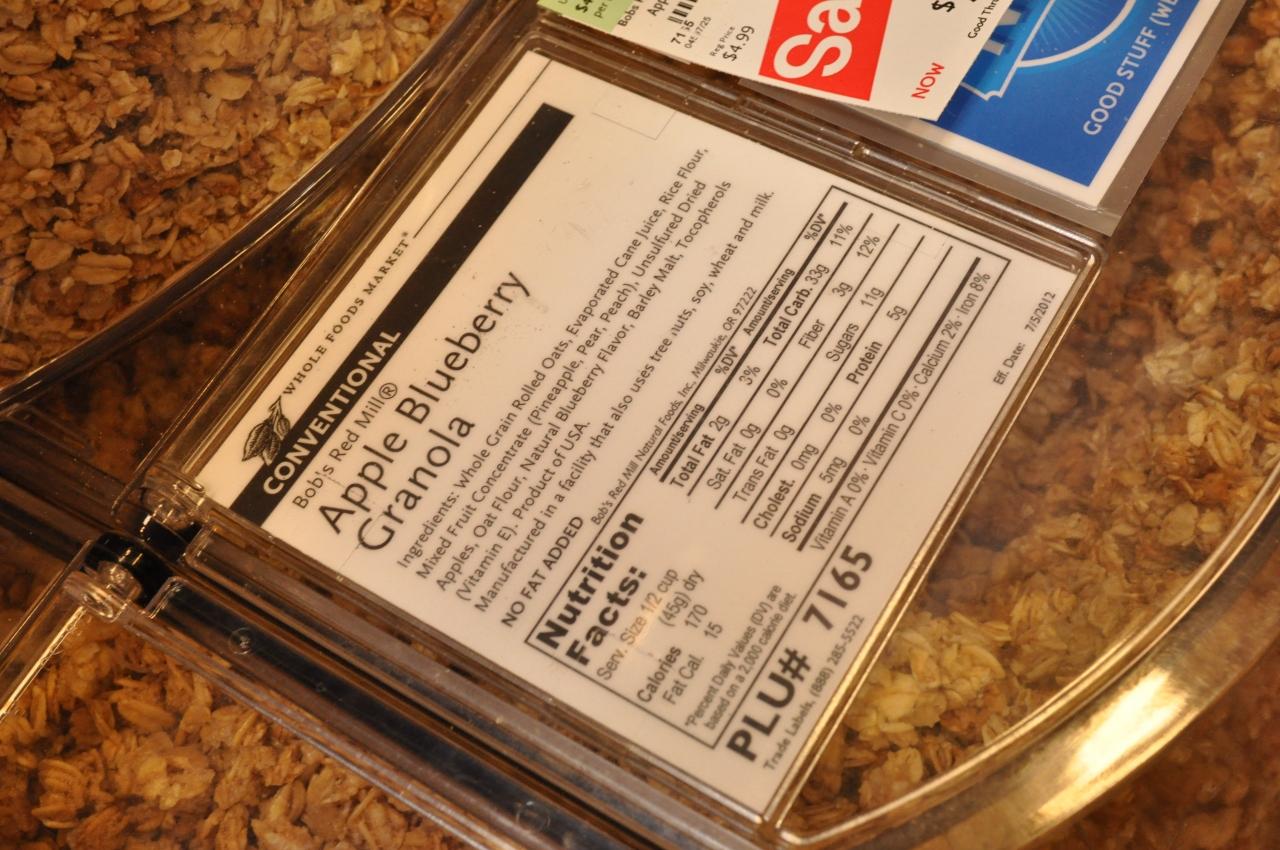 Bobs
App
71 5
Reg Price
$4.99
Sa
NOW
$
Good Thr
GOOD STUFF
WHOLE FOODS MARKET®
CONVENTIONAL
Bob's Red Mill®
Apple Blueberry
Granola
Ingredients: Whole Grain Rolled Oats, Evaporated Cane Juice, Rice Flour,
Mixed Fruit Concentrate (Pineapple, Pear, Peach), Unsulfured Dried
Apples, Oat Flour, Natural Blueberry Flavor, Barley Malt, Tocopherols
(Vitamin E). Product of USA.
Manufactured in a facility that also uses tree nuts, soy, wheat and milk.
NO FAT ADDED
Bob's Red Mill Natural Foods, Inc., Milwaukie, OR 97222
Nutrition
Facts:
Serv. Size 1/2 cup
(45g) dry
Calories 170
Fat Cal. 15
*Percent Daily Values (DV) are
based on a 2,000 calorie diet.
Amount/serving %DV*
Total Fat 2g 3%
Sat. Fat 0g 0%
Trans Fat 0g
Cholest. 0mg 0%
Sodium 5mg 0%
Amount/serving %DV*
Total Carb. 33g 11%
Fiber 3g 12%
Sugars 11g
Protein 5g
Vitamin A 0% · Vitamin C 0% · Calcium 2% · Iron 8%
PLU# 7165
Trade Labels, (888) 285-5522
Eff. Date: 7/5/2012